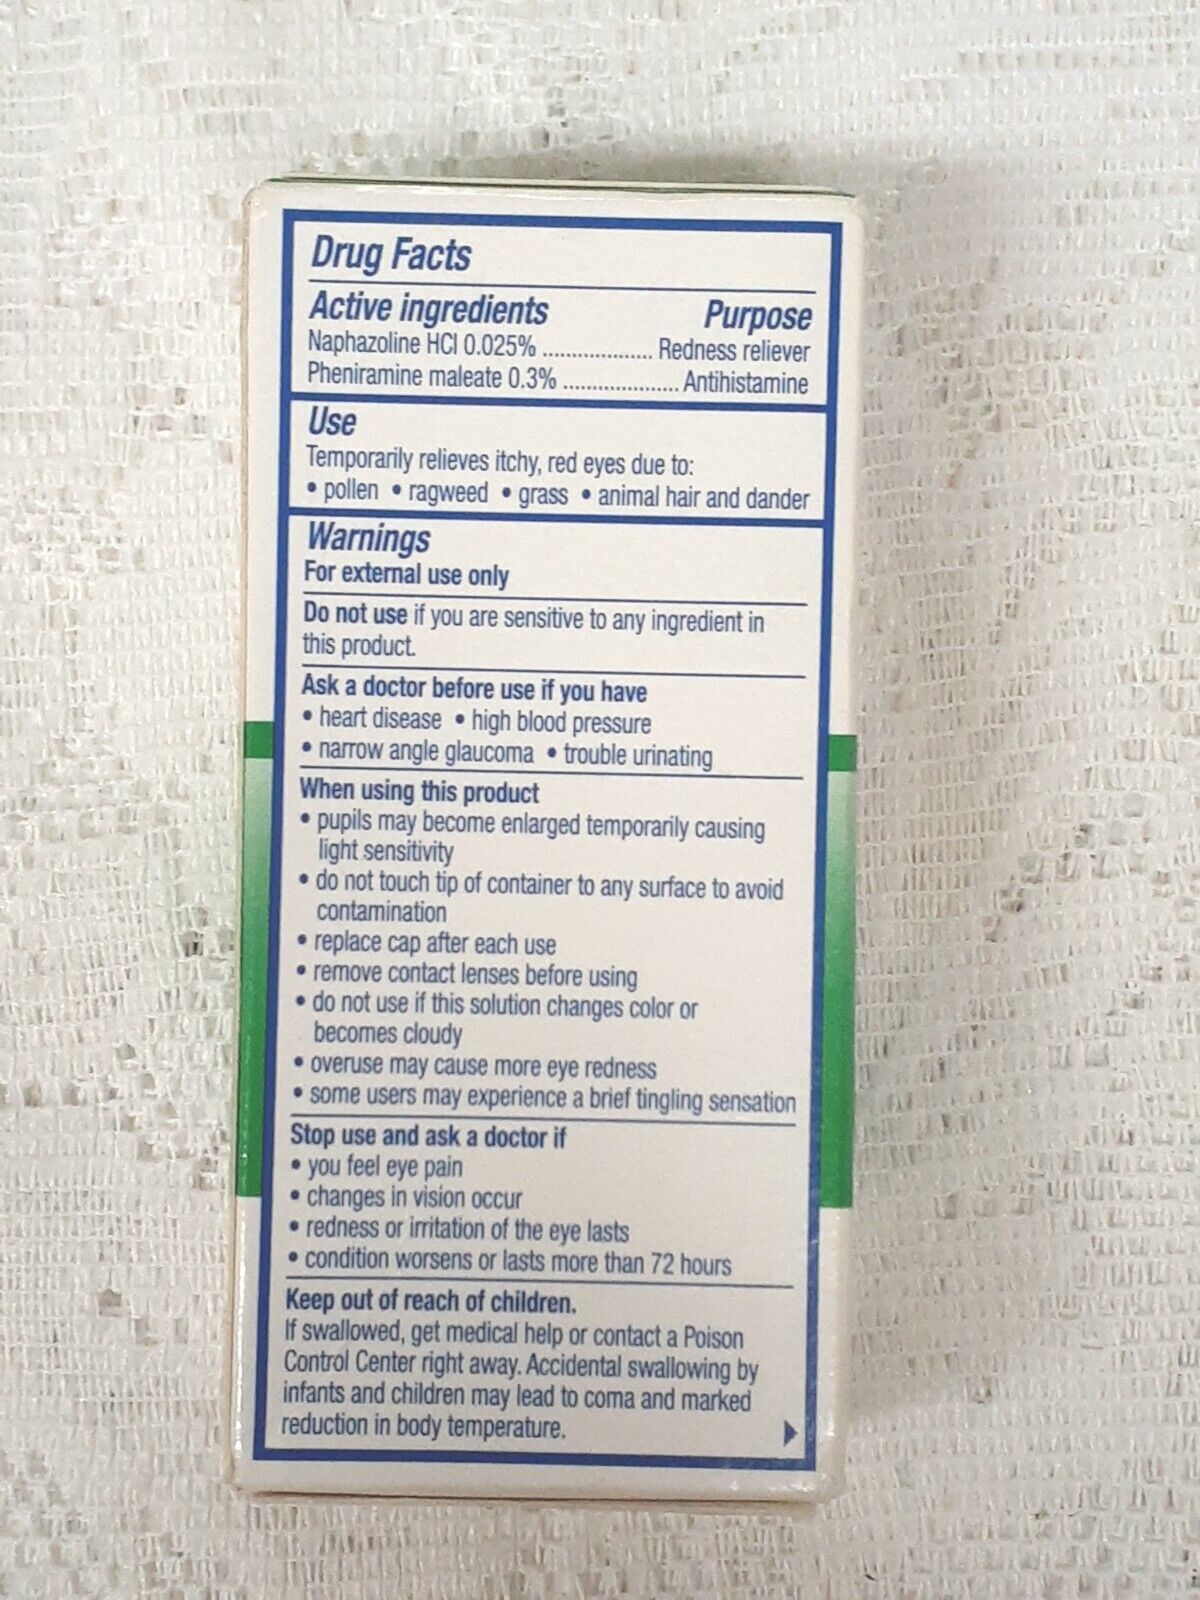 Drug Facts
Active ingredients Purpose
Naphazoline HCl 0.025% ................... Redness reliever
Pheniramine maleate 0.3% .................... Antihistamine
Use
Temporarily relieves itchy, red eyes due to:
• pollen • ragweed • grass • animal hair and dander
Warnings
For external use only
Do not use if you are sensitive to any ingredient in
this product.
Ask a doctor before use if you have
• heart disease • high blood pressure
• narrow angle glaucoma • trouble urinating
When using this product
• pupils may become enlarged temporarily causing
light sensitivity
• do not touch tip of container to any surface to avoid
contamination
• replace cap after each use
• remove contact lenses before using
• do not use if this solution changes color or
becomes cloudy
• overuse may cause more eye redness
• some users may experience a brief tingling sensation
Stop use and ask a doctor if
• you feel eye pain
• changes in vision occur
• redness or irritation of the eye lasts
• condition worsens or lasts more than 72 hours
Keep out of reach of children.
If swallowed, get medical help or contact a Poison
Control Center right away. Accidental swallowing by
infants and children may lead to coma and marked
reduction in body temperature.